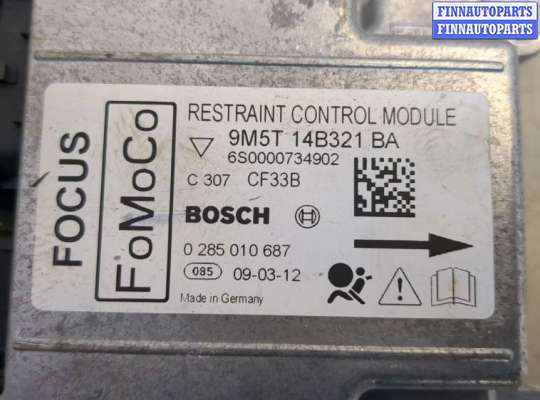 FINNAUTOPARTS
FINNAUTOPARTS
FOCUS
FoMoCo
RESTRAINT CONTROL MODULE
9M5T 14B321 BA
6S0000734902
C 307 CF33B
BOSCH
0 285 010 687
085 09-03-12
Made in Germany